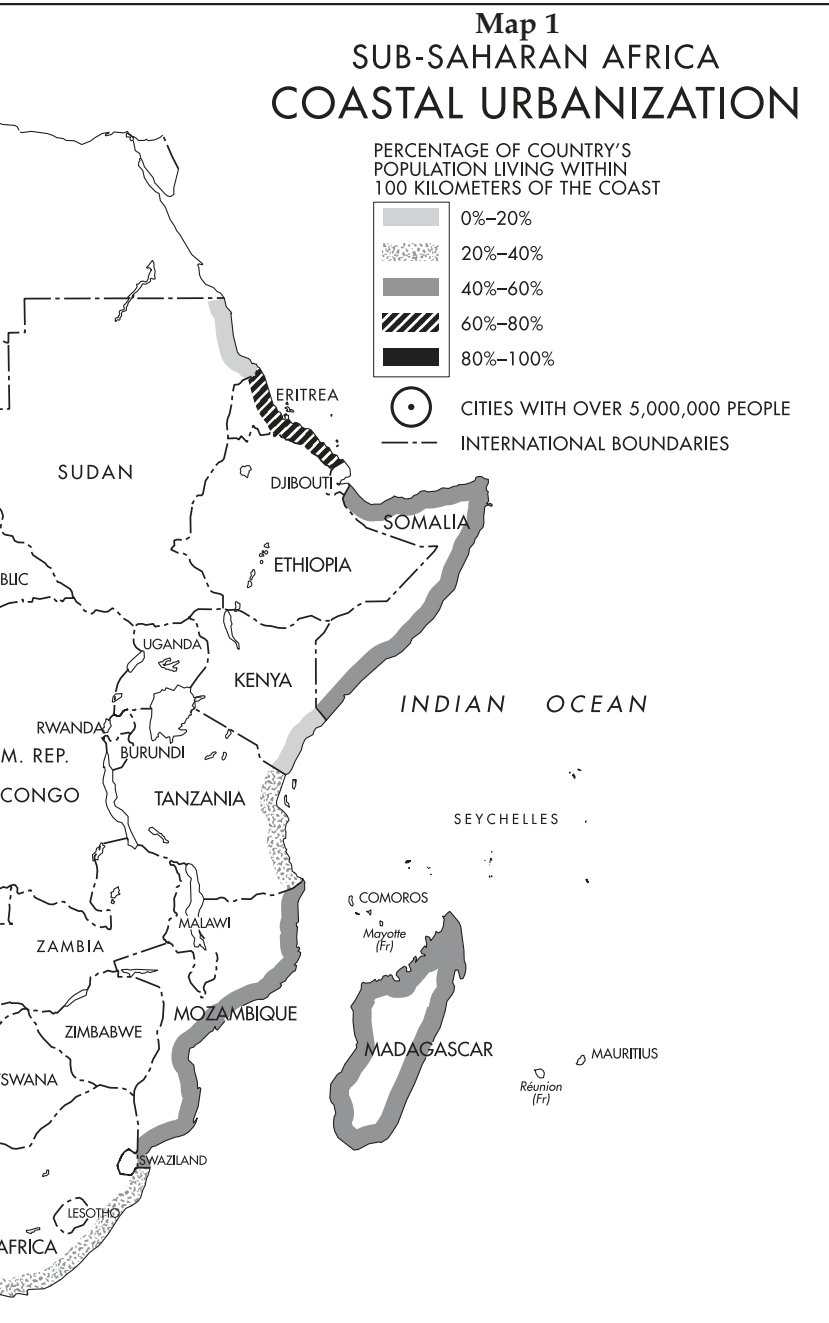 Map 1
SUB-SAHARAN AFRICA
COASTAL URBANIZATION
PERCENTAGE OF COUNTRY'S
POPULATION LIVING WITHIN
100 KILOMETERS OF THE COAST
0%–20%
20%–40%
40%–60%
60%–80%
80%–100%
CITIES WITH OVER 5,000,000 PEOPLE
INTERNATIONAL BOUNDARIES
ERITREA
SUDAN
DJIBOUTI
SOMALIA
ETHIOPIA
BLIC
UGANDA
KENYA
INDIAN OCEAN
RWANDA
M. REP.
BURUNDI
CONGO
TANZANIA
SEYCHELLES
COMOROS
MALAWI
Mayotte
(Fr)
ZAMBIA
MOZAMBIQUE
ZIMBABWE
MADAGASCAR
MAURITIUS
TSWANA
Réunion
(Fr)
SWAZILAND
LESOTHO
AFRICA